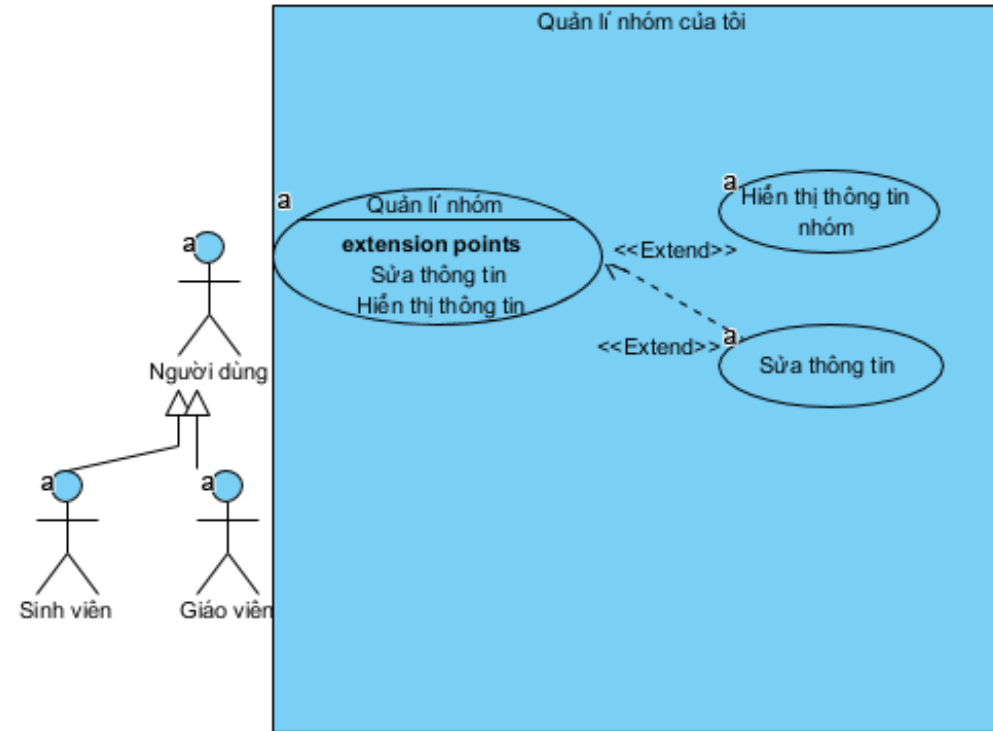 Quản lí nhóm của tôi
a
Quản lí nhóm
extension points
Sửa thông tin
Hiển thị thông tin
a
Hiển thị thông tin
nhóm
<<Extend>>
<<Extend>>
a
Sửa thông tin
a
Người dùng
a
Sinh viên
a
Giáo viên